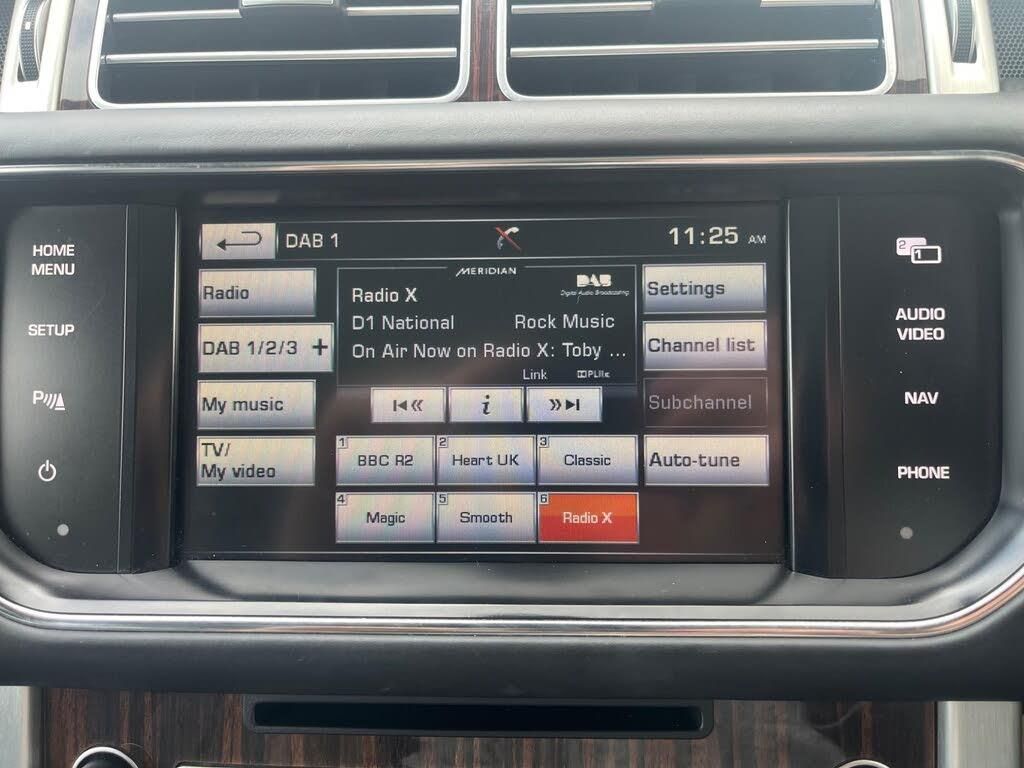 HOME
MENU
SETUP
P
DAB 1
11:25 AM
Radio
DAB 1/2/3 +
My music
TV/
My video
MERIDIAN
DAB
Digital Audio Broadcasting
Radio X
D1 National Rock Music
On Air Now on Radio X: Toby ...
Link DPLIIx
i
1 BBC R2
2 Heart UK
3 Classic
4 Magic
5 Smooth
6 Radio X
Settings
Channel list
Subchannel
Auto-tune
2
1
AUDIO
VIDEO
NAV
PHONE